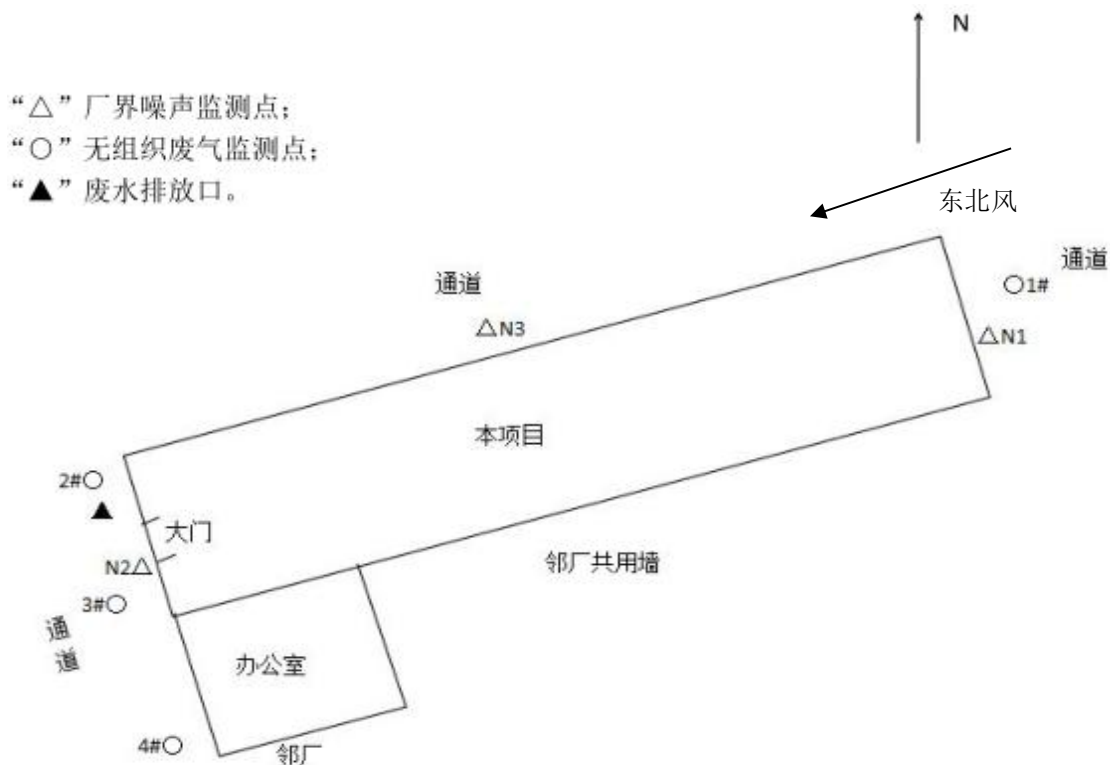 N
“△”厂界噪声监测点；
“○”无组织废气监测点；
“▲”废水排放口。
东北风
通道
通道
○1#
△N3
△N1
本项目
2#○
▲
大门
N2△
邻厂共用墙
3#○
通道
办公室
4#○
邻厂